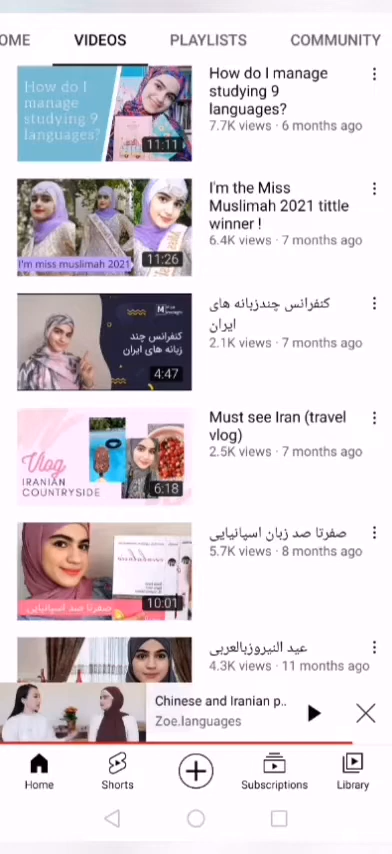 OME VIDEOS PLAYLISTS COMMUNITY
How do I
manage
studying 9
languages?
11:11
How do I manage
studying 9
languages?
7.7K views · 6 months ago
I'm miss muslimah 2021
11:26
I'm the Miss
Muslimah 2021 tittle
winner !
6.4K views · 7 months ago
کنفرانس چند
زبانه های ایران
4:47
کنفرانس چندزبانه های
ایران
2.1K views · 7 months ago
Vlog
IRANIAN
COUNTRYSIDE
6:18
Must see Iran (travel
vlog)
2.5K views · 7 months ago
صفرتا صد اسپانیایی
10:01
صفرتا صد زبان اسپانیایی
5.7K views · 8 months ago
عيد النيروزبالعربی
4.3K views · 11 months ago
Chinese and Iranian p..
Zoe.languages
Home Shorts Subscriptions Library